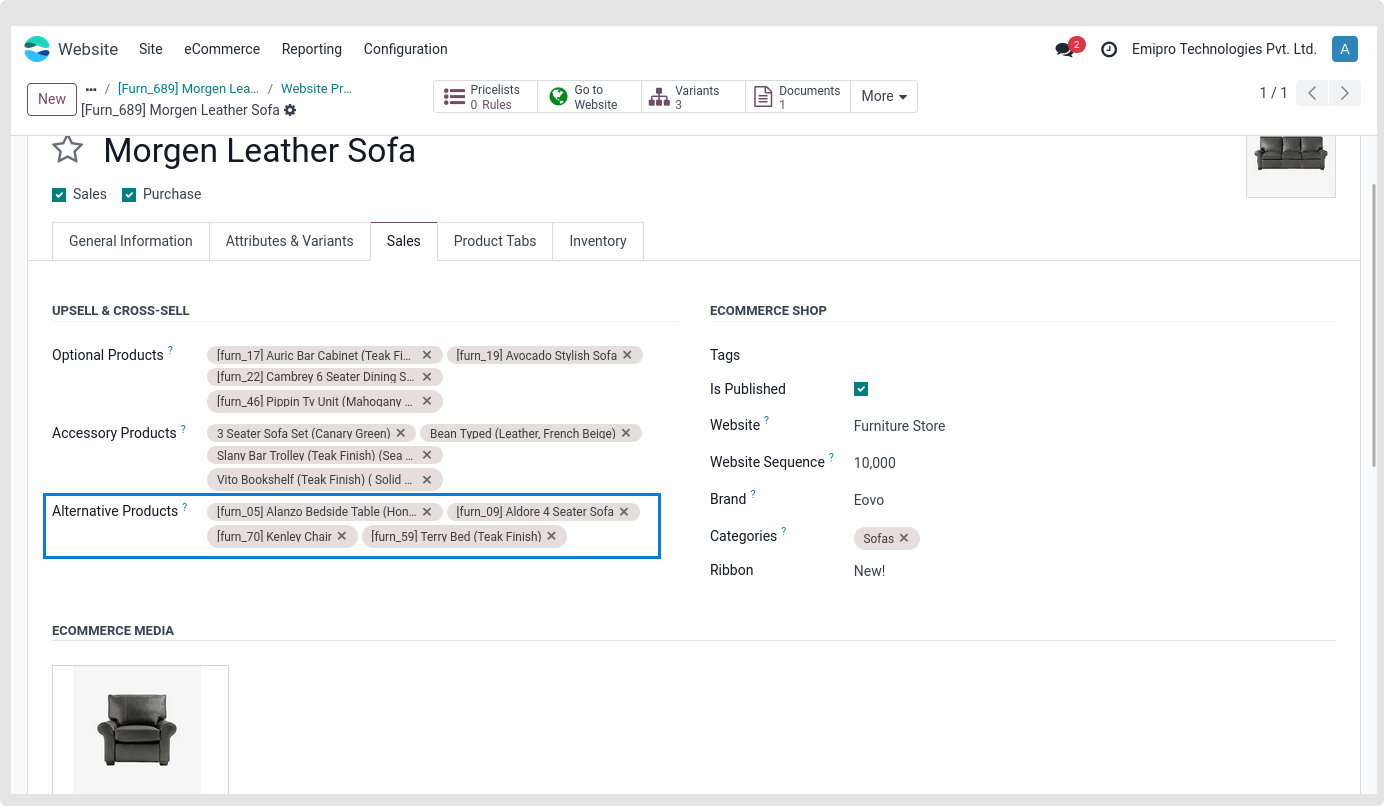 Website Site eCommerce Reporting Configuration 2 Emipro Technologies Pvt. Ltd. A
New ... / [Furn_689] Morgen Lea... / Website Pr...
[Furn_689] Morgen Leather Sofa
Pricelists
0 Rules
Go to
Website
Variants
3
Documents
1
More
1 / 1
Morgen Leather Sofa
Sales Purchase
General Information Attributes & Variants Sales Product Tabs Inventory
UPSELL & CROSS-SELL
Optional Products ? [furn_17] Auric Bar Cabinet (Teak Fi... ✕ [furn_19] Avocado Stylish Sofa ✕
[furn_22] Cambrey 6 Seater Dining S... ✕
[furn_46] Pippin Tv Unit (Mahogany ... ✕
Accessory Products ? 3 Seater Sofa Set (Canary Green) ✕ Bean Typed (Leather, French Beige) ✕
Slany Bar Trolley (Teak Finish) (Sea ... ✕
Vito Bookshelf (Teak Finish) ( Solid ... ✕
Alternative Products ? [furn_05] Alanzo Bedside Table (Hon... ✕ [furn_09] Aldore 4 Seater Sofa ✕
[furn_70] Kenley Chair ✕ [furn_59] Terry Bed (Teak Finish) ✕
ECOMMERCE SHOP
Tags
Is Published
Website ? Furniture Store
Website Sequence ? 10,000
Brand ? Eovo
Categories ? Sofas ✕
Ribbon New!
ECOMMERCE MEDIA